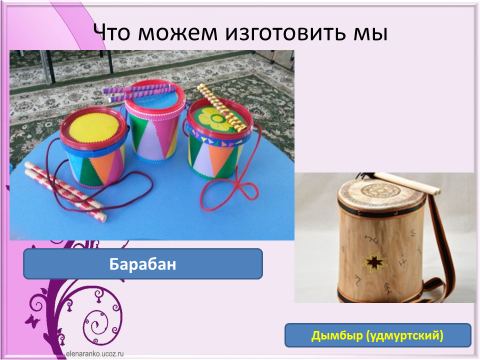 Что можем изготовить мы
Барабан
Дымбыр (удмуртский)
elenaranko.ucoz.ru